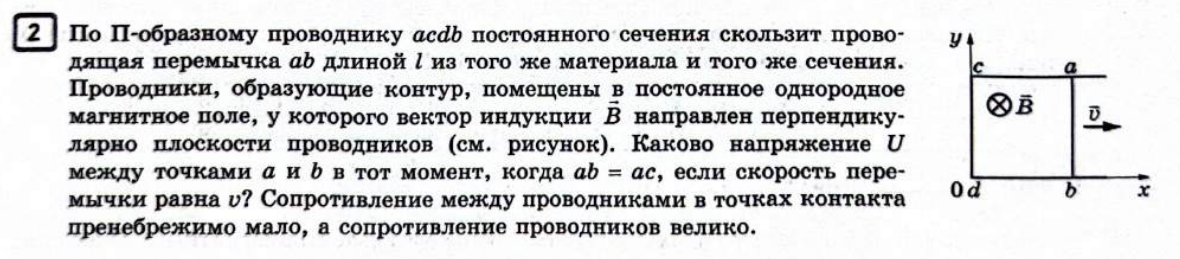 2 По П-образному проводнику acdb постоянного сечения скользит прово-
дящая перемычка ab длиной l из того же материала и того же сечения.
Проводники, образующие контур, помещены в постоянное однородное
магнитное поле, у которого вектор индукции B⃗ направлен перпендику-
лярно плоскости проводников (см. рисунок). Каково напряжение U
между точками a и b в тот момент, когда ab = ac, если скорость пере-
мычки равна v? Сопротивление между проводниками в точках контакта
пренебрежимо мало, а сопротивление проводников велико.
y
c a
⊗ B⃗
v⃗
0 d b x